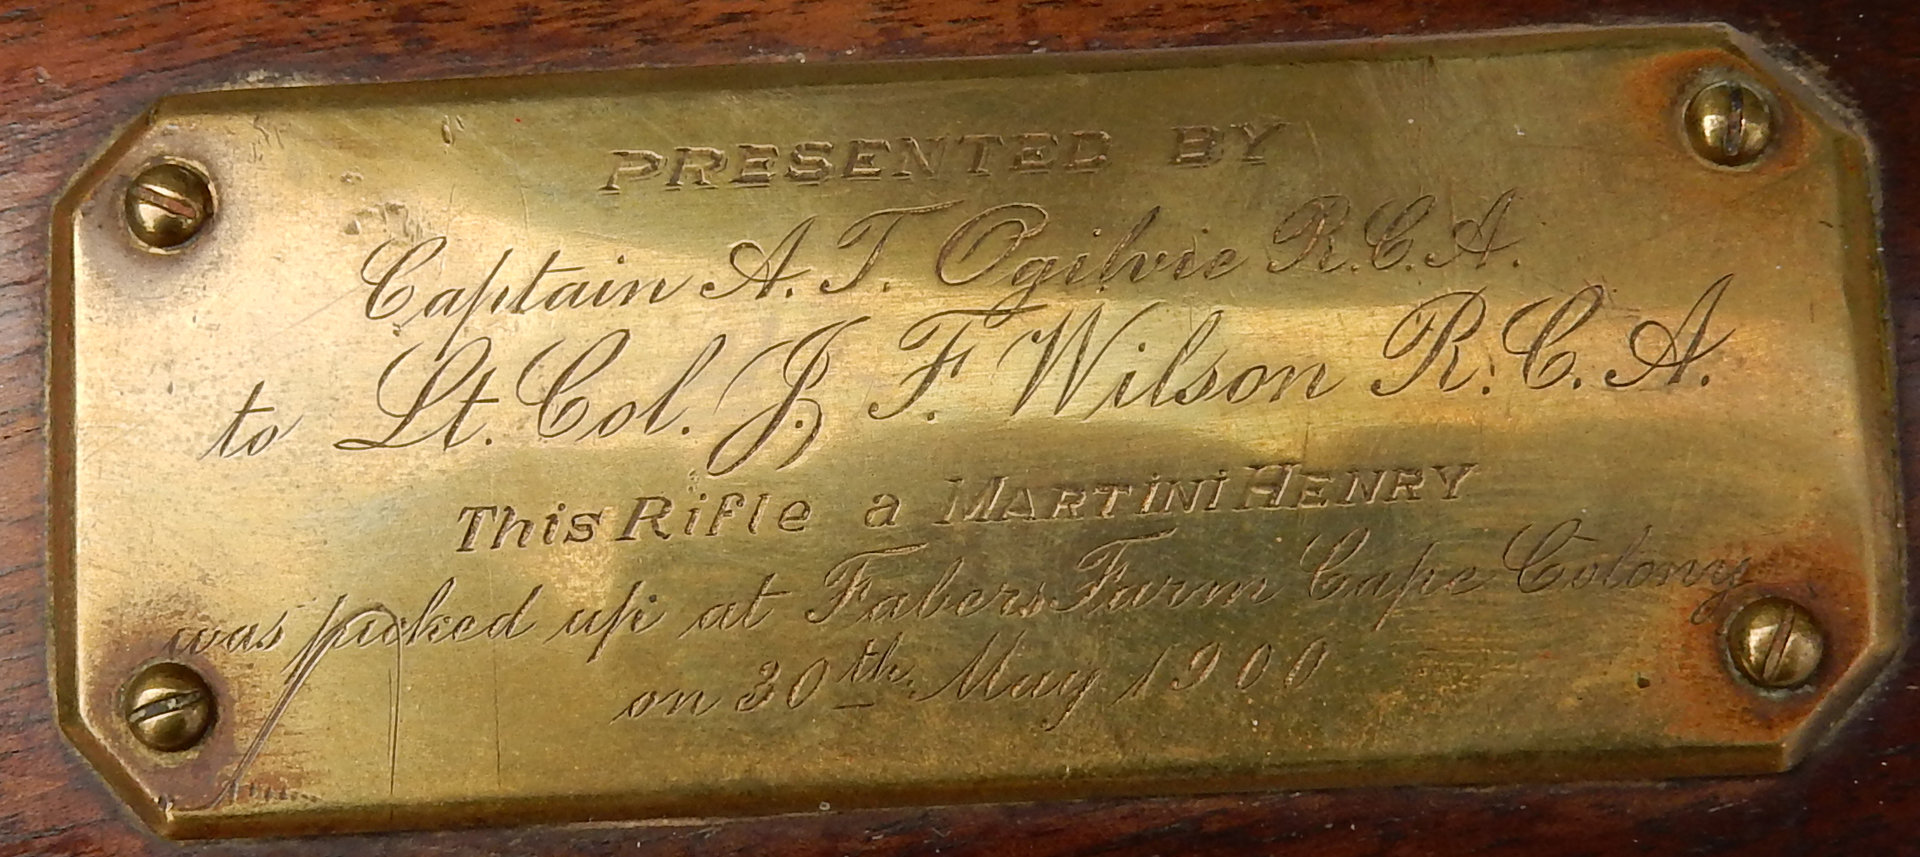 PRESENTED BY
Captain A. T. Ogilvie R.C.A.
to Lt. Col. J. F. Wilson R.C.A.
This Rifle a MARTiNi HENRY
was picked up at Fabers Farm Cape Colony
on 30th May 1900